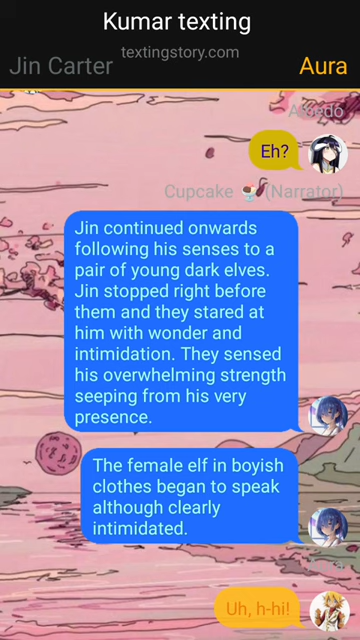 Kumar texting
textingstory.com
Jin Carter
Aura
Albedo
Eh?
Cupcake 🍨 (Narrator)
Jin continued onwards
following his senses to a
pair of young dark elves.
Jin stopped right before
them and they stared at
him with wonder and
intimidation. They sensed
his overwhelming strength
seeping from his very
presence.
The female elf in boyish
clothes began to speak
although clearly
intimidated.
Uh, h-hi!